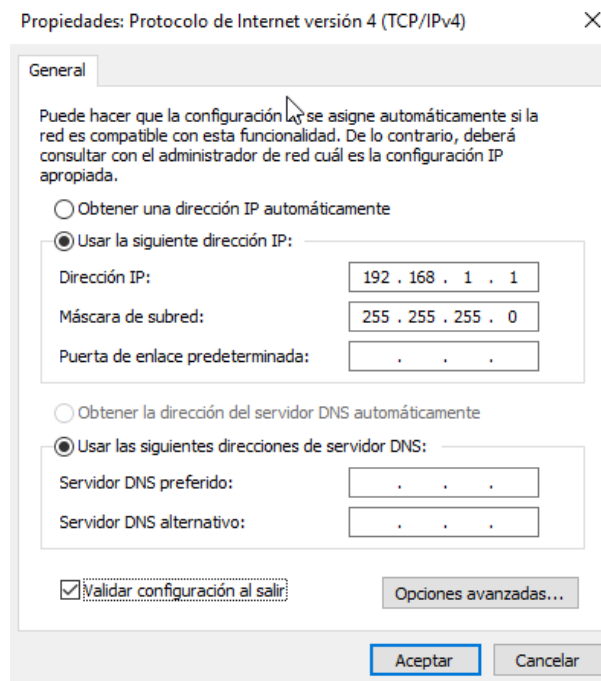 Propiedades: Protocolo de Internet versión 4 (TCP/IPv4)
General
Puede hacer que la configuración se asigne automáticamente si la
red es compatible con esta funcionalidad. De lo contrario, deberá
consultar con el administrador de red cuál es la configuración IP
apropiada.
Obtener una dirección IP automáticamente
Usar la siguiente dirección IP:
Dirección IP: 192 . 168 . 1 . 1
Máscara de subred: 255 . 255 . 255 . 0
Puerta de enlace predeterminada: . . .
Obtener la dirección del servidor DNS automáticamente
Usar las siguientes direcciones de servidor DNS:
Servidor DNS preferido: . . .
Servidor DNS alternativo: . . .
Validar configuración al salir
Opciones avanzadas...
Aceptar Cancelar